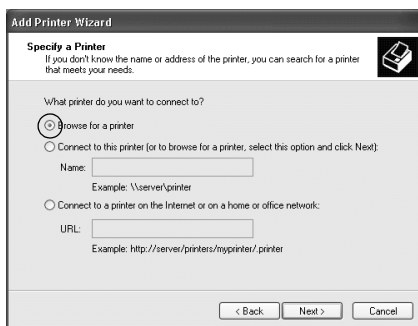 Add Printer Wizard
Specify a Printer
If you don't know the name or address of the printer, you can search for a printer
that meets your needs.
What printer do you want to connect to?
Browse for a printer
Connect to this printer (or to browse for a printer, select this option and click Next):
Name:
Example: \\server\printer
Connect to a printer on the Internet or on a home or office network:
URL:
Example: http://server/printers/myprinter/.printer
< Back
Next >
Cancel